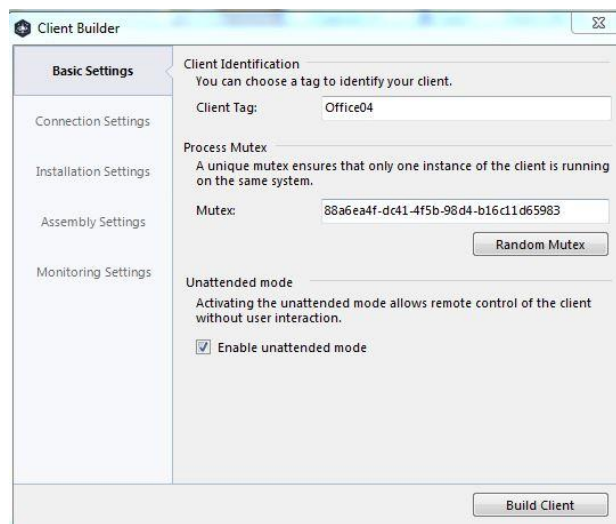 Client Builder
Basic Settings
Connection Settings
Installation Settings
Assembly Settings
Monitoring Settings
Client Identification
You can choose a tag to identify your client.
Client Tag: Office04
Process Mutex
A unique mutex ensures that only one instance of the client is running
on the same system.
Mutex: 88a6ea4f-dc41-4f5b-98d4-b16c11d65983
Random Mutex
Unattended mode
Activating the unattended mode allows remote control of the client
without user interaction.
Enable unattended mode
Build Client